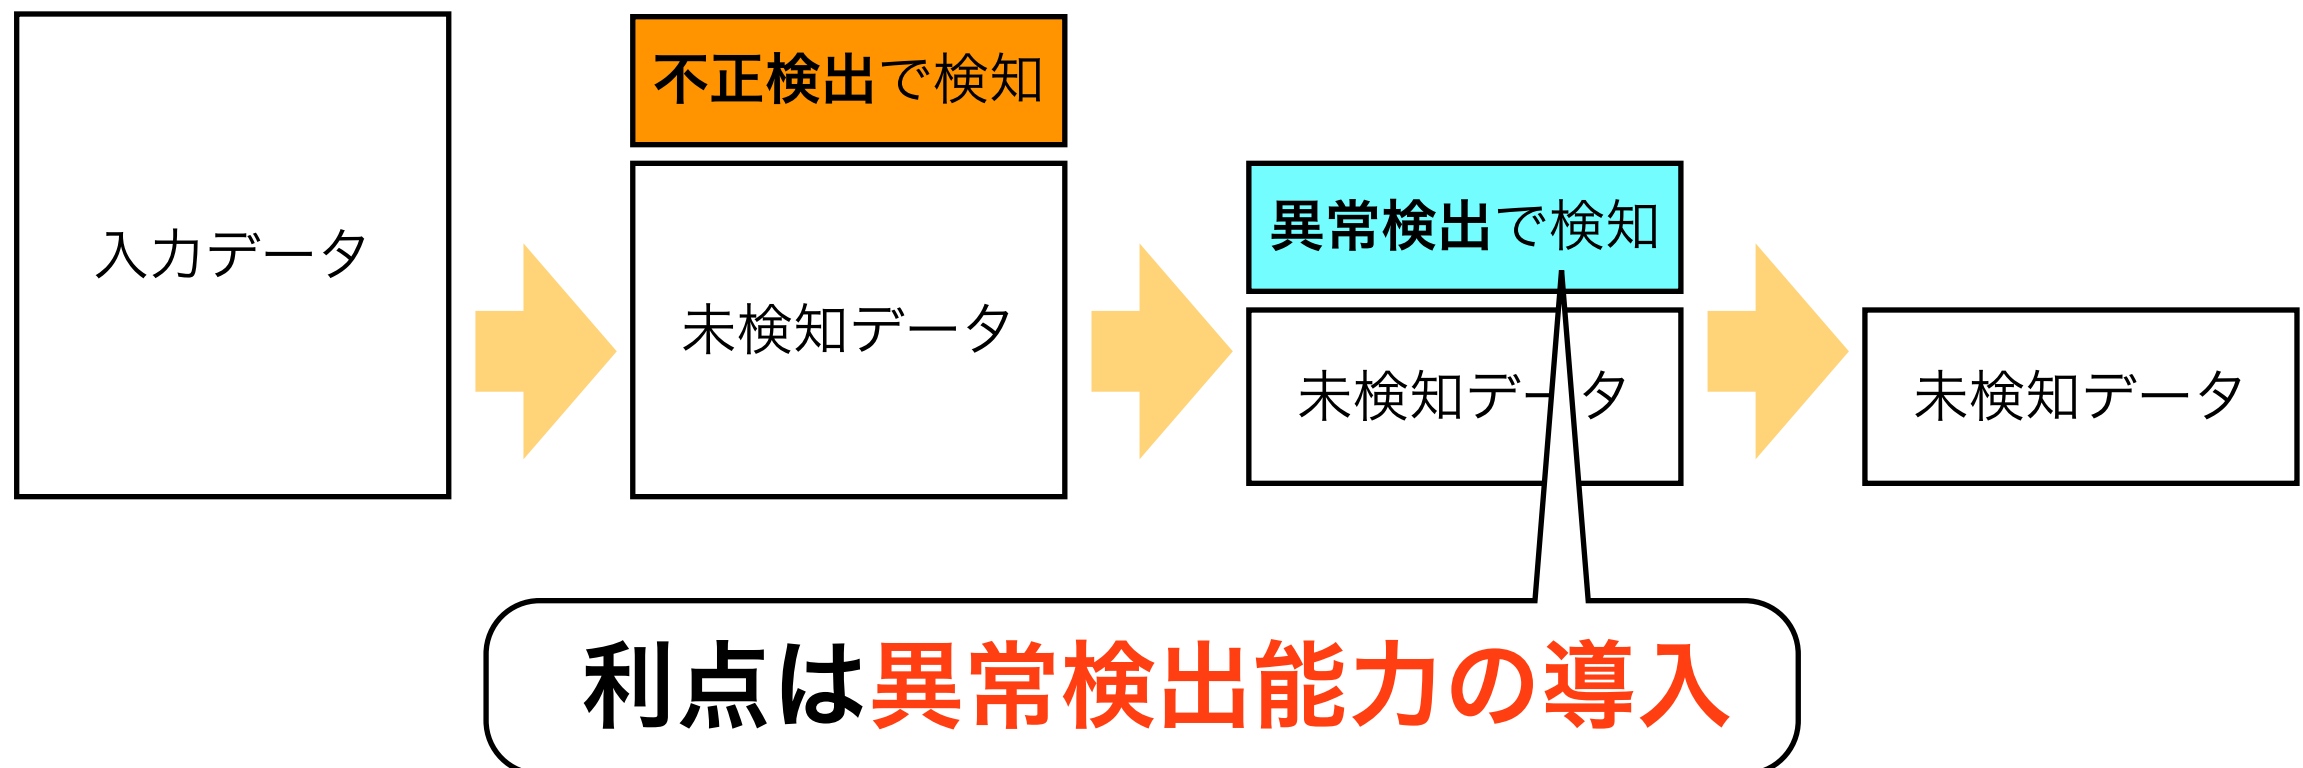 入力データ
不正検出で検知
未検知データ
異常検出で検知
未検知データ
未検知データ
利点は異常検出能力の導入